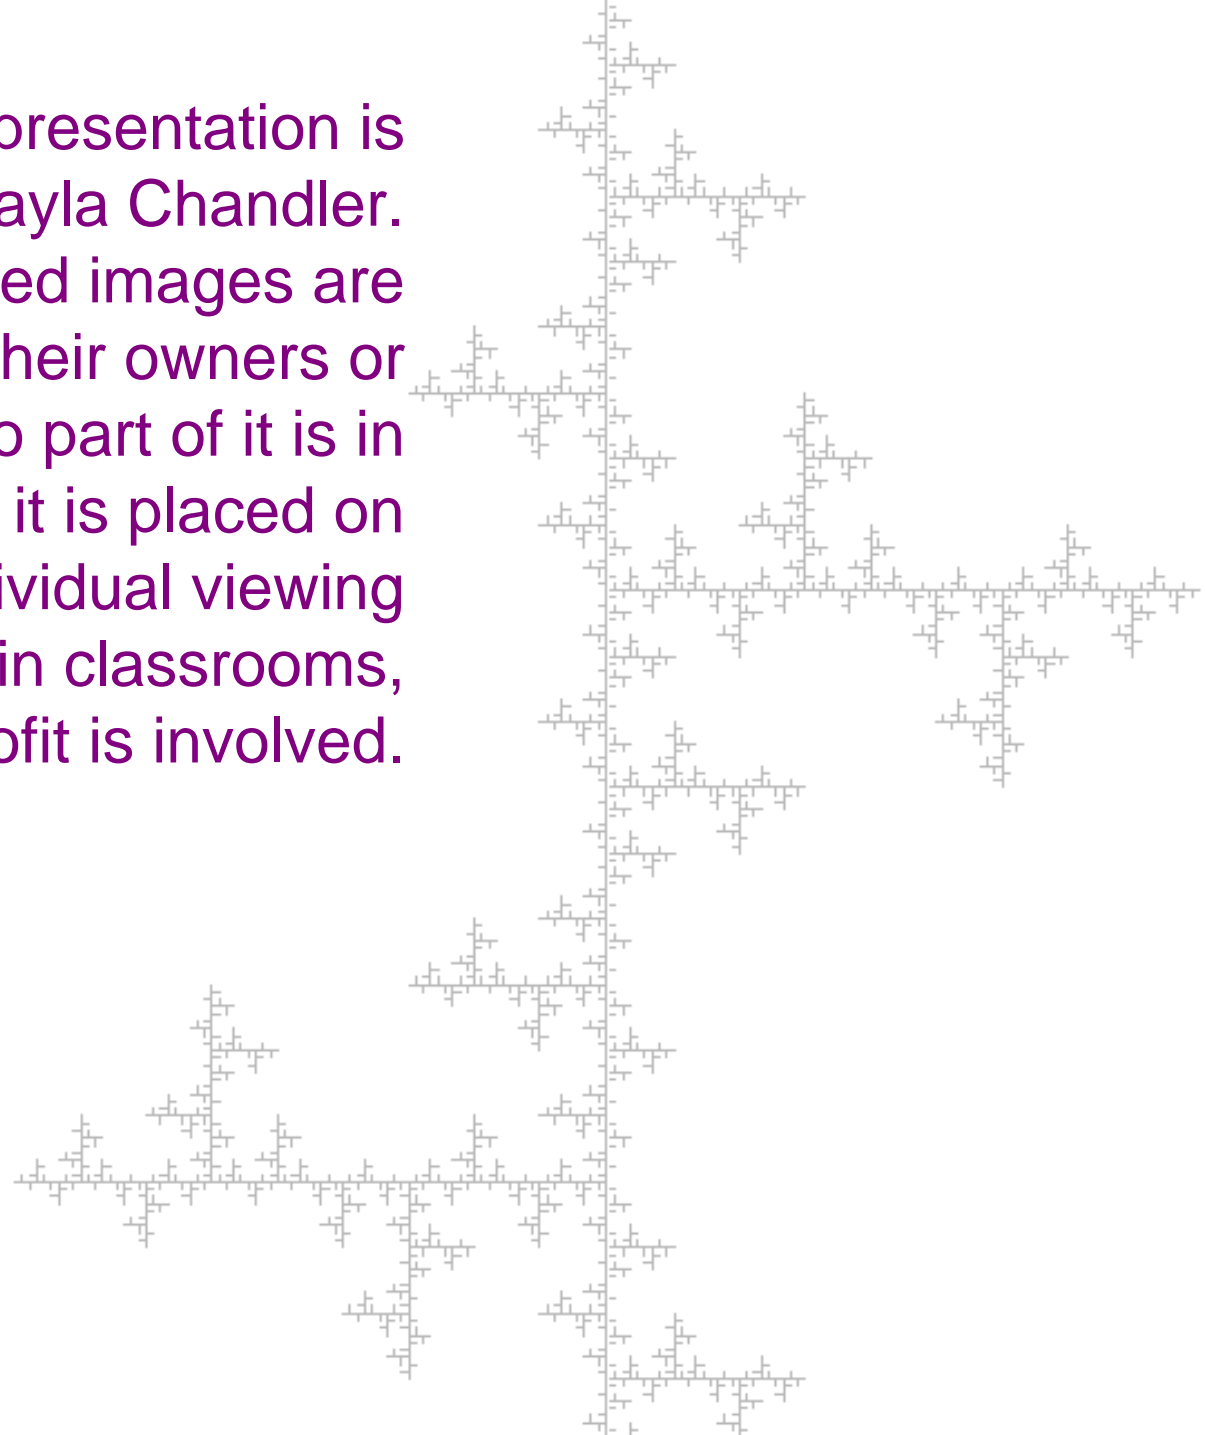 presentation is
ayla Chandler.
ed images are
heir owners or
o part of it is in
it is placed on
ividual viewing
in classrooms,
ofit is involved.